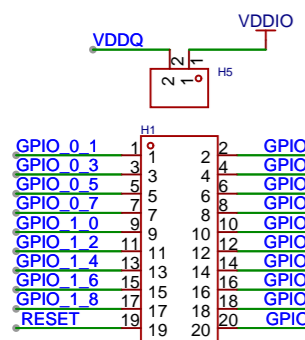 VDDIO
VDDQ
2 1
H5
2 1
H1
GPIO_0_1 1 1 2 2 GPIO
GPIO_0_3 3 3 4 4 GPIO
GPIO_0_5 5 5 6 6 GPIO
GPIO_0_7 7 7 8 8 GPIO
GPIO_1_0 9 9 10 10 GPIO
GPIO_1_2 11 11 12 12 GPIO
GPIO_1_4 13 13 14 14 GPIO
GPIO_1_6 15 15 16 16 GPIO
GPIO_1_8 17 17 18 18 GPIO
RESET 19 19 20 20 GPIO